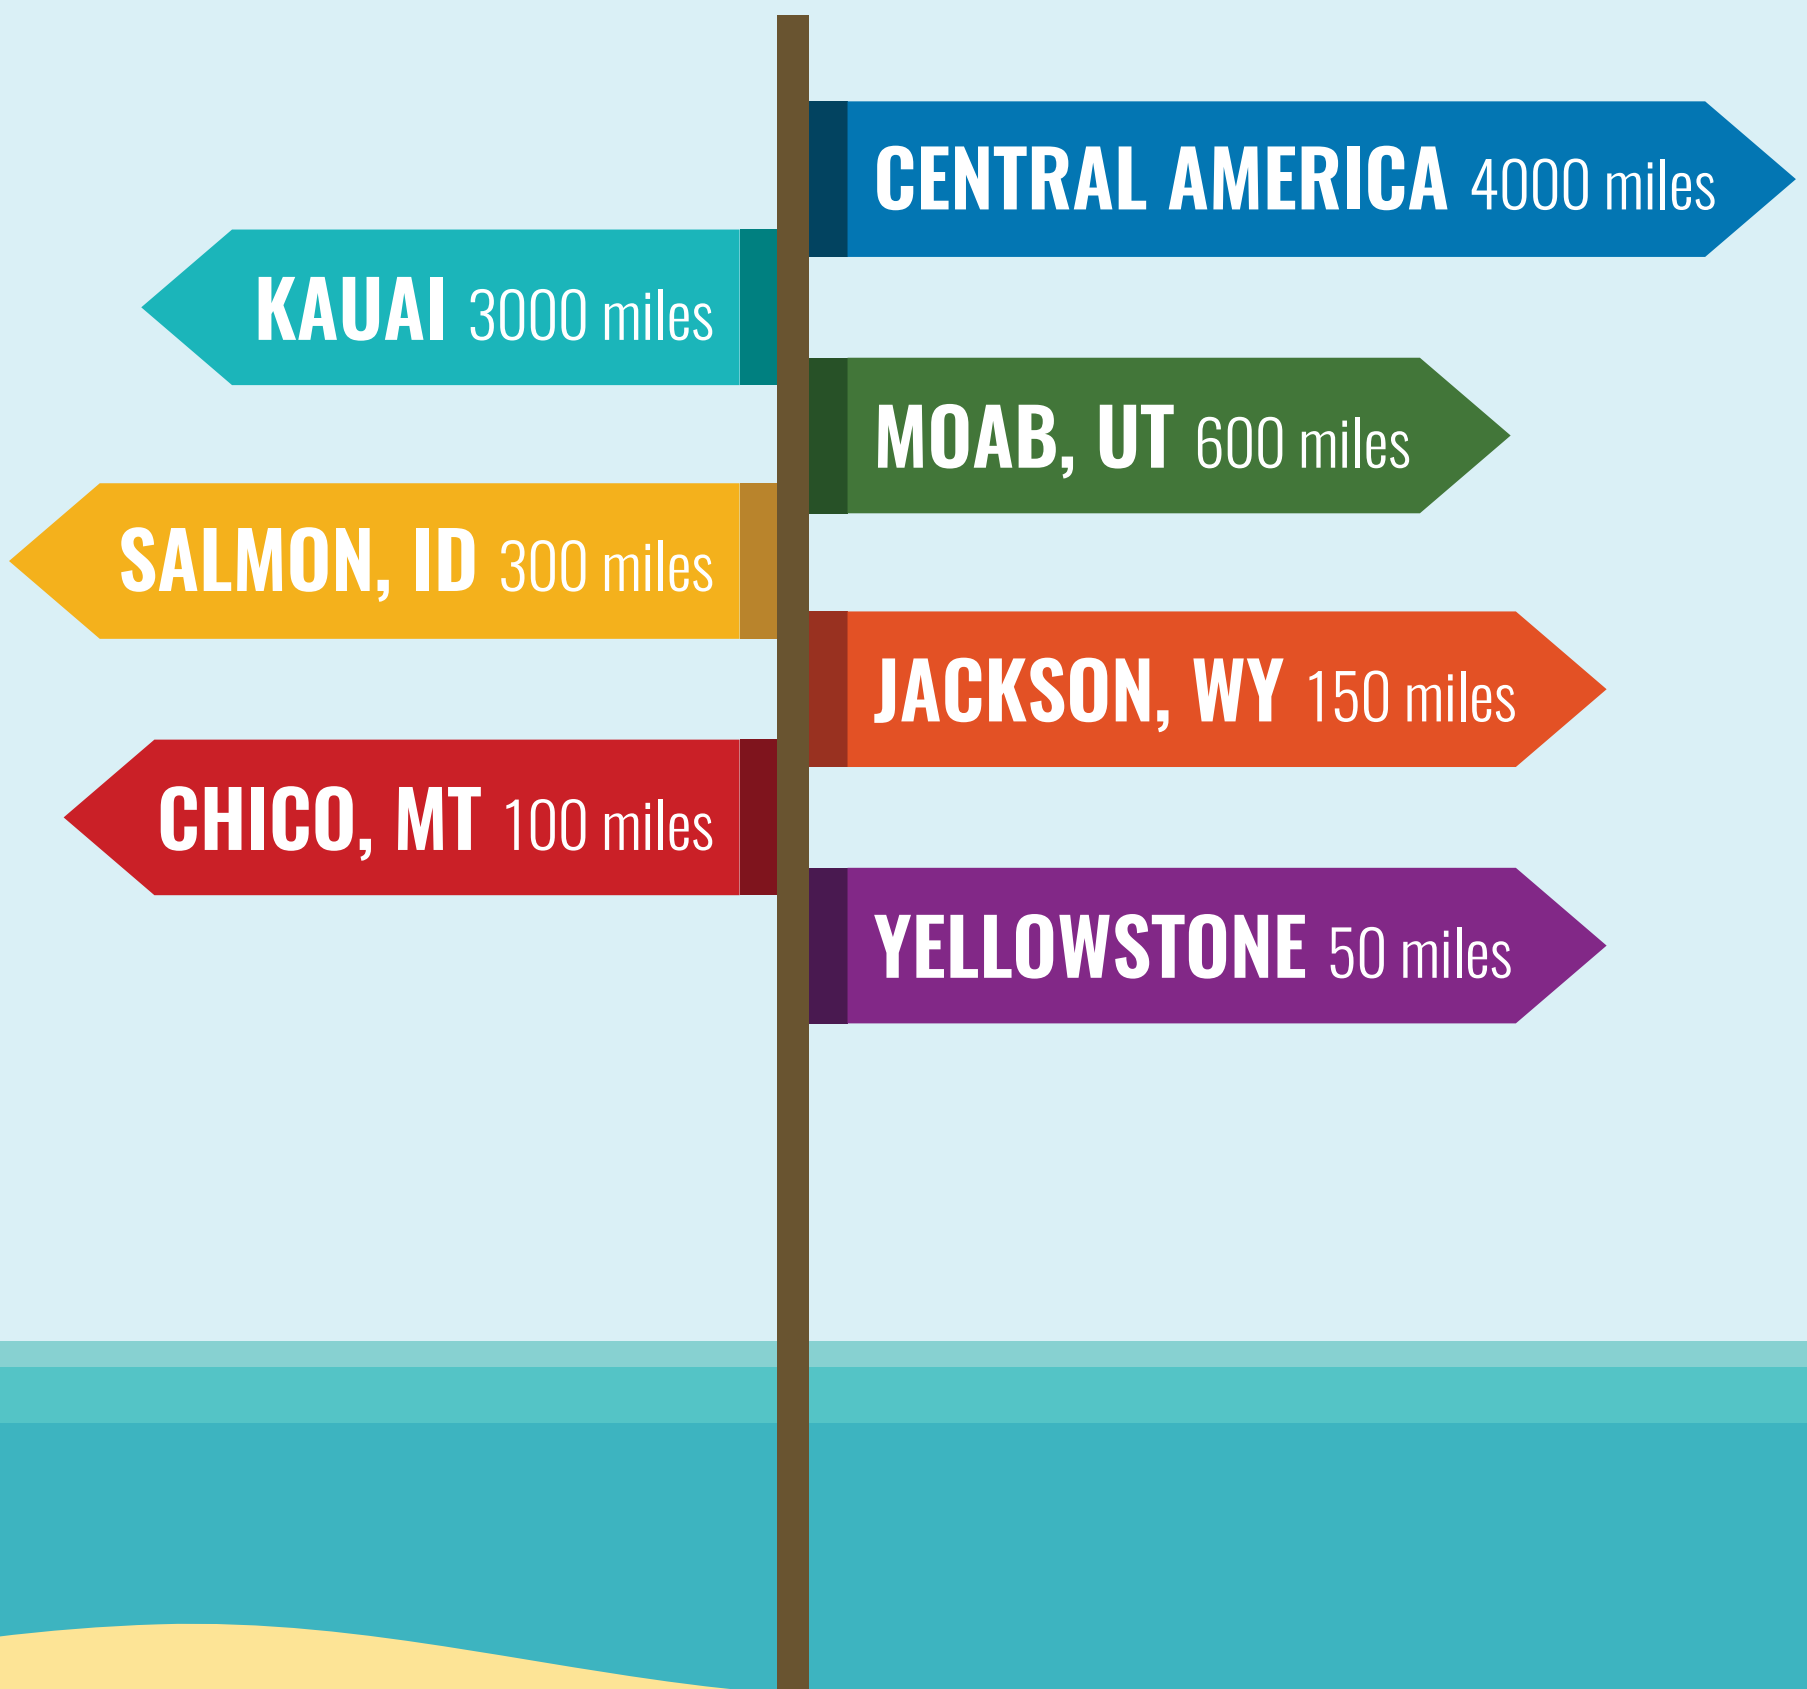 CENTRAL AMERICA 4000 miles
KAUAI 3000 miles
MOAB, UT 600 miles
SALMON, ID 300 miles
JACKSON, WY 150 miles
CHICO, MT 100 miles
YELLOWSTONE 50 miles